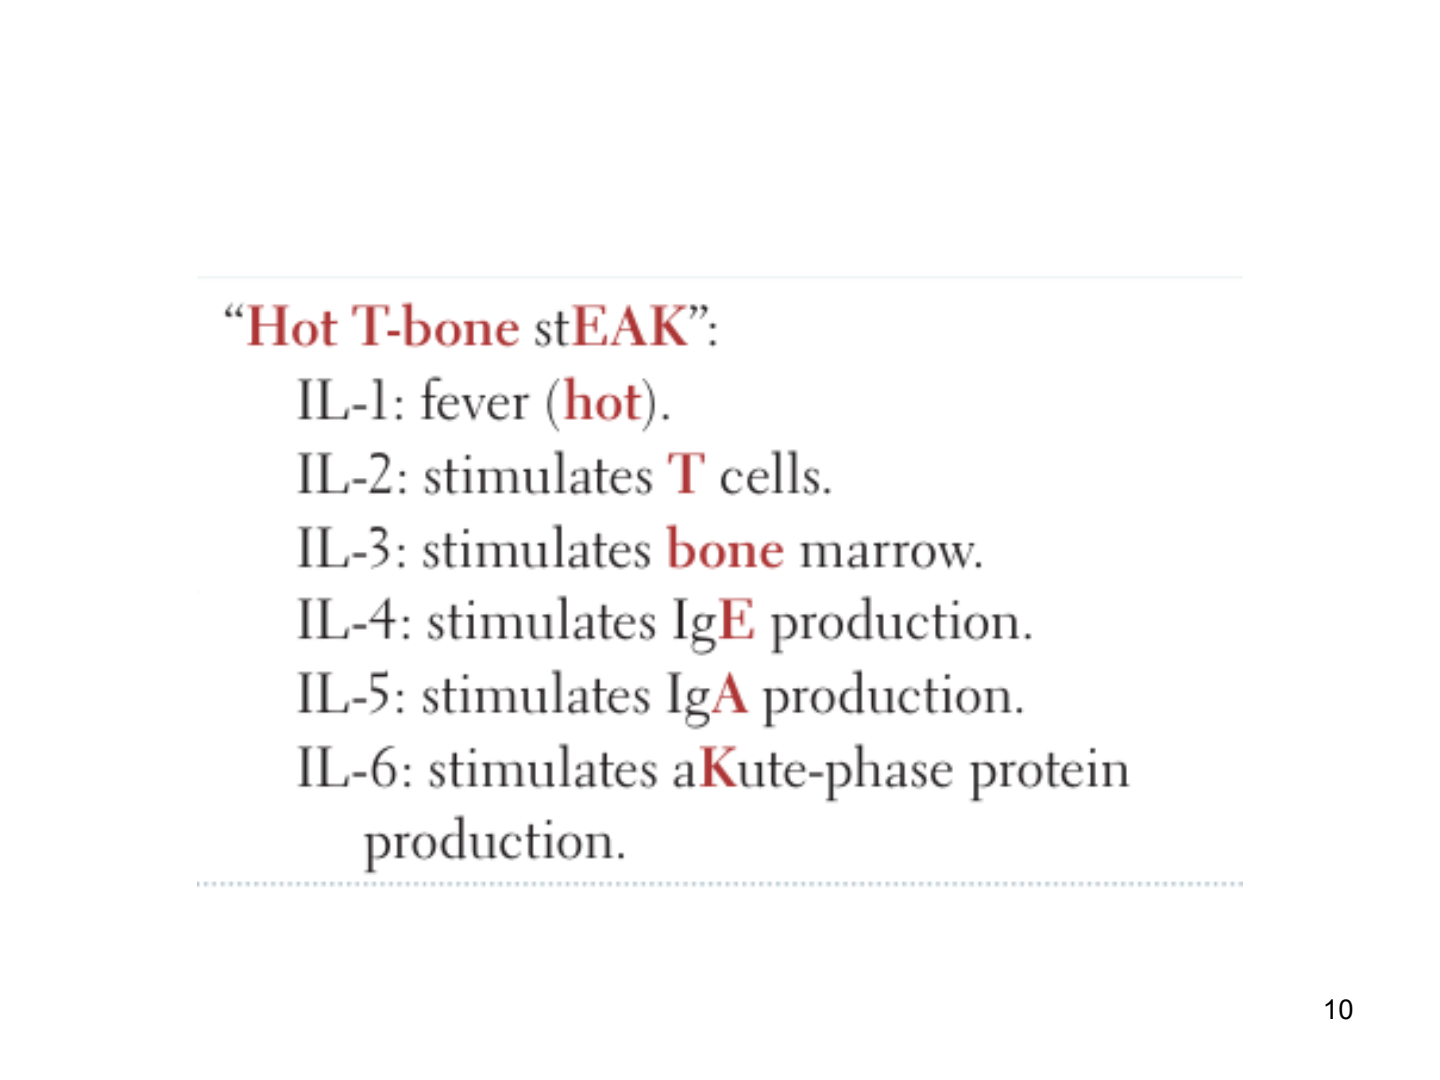 “Hot T-bone stEAK”:
IL-1: fever (hot).
IL-2: stimulates T cells.
IL-3: stimulates bone marrow.
IL-4: stimulates IgE production.
IL-5: stimulates IgA production.
IL-6: stimulates aKute-phase protein
production.
10